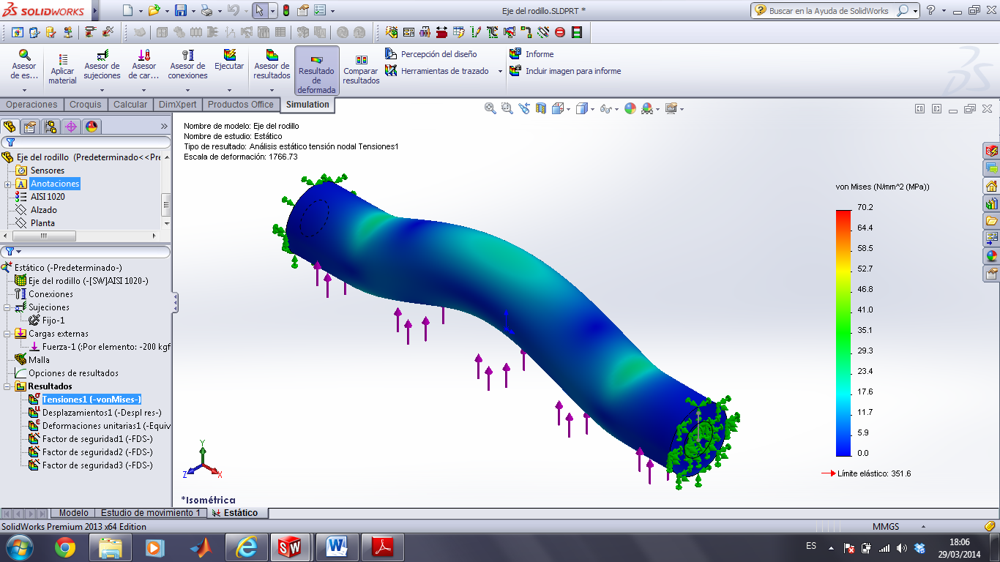 SOLIDWORKS
Eje del rodillo.SLDPRT *
Buscar en la Ayuda de SolidWorks
Asesor de es...
Aplicar material
Asesor de sujeciones
Asesor de car...
Asesor de conexiones
Ejecutar
Asesor de resultados
Resultado de deformada
Comparar resultados
Percepción del diseño
Herramientas de trazado
Informe
Incluir imagen para informe
Operaciones
Croquis
Calcular
DimXpert
Productos Office
Simulation
Eje del rodillo (Predeterminado<<Pre
Sensores
Anotaciones
AISI 1020
Alzado
Planta
Estático (-Predeterminado-)
Eje del rodillo (-[SW]AISI 1020-)
Conexiones
Sujeciones
Fijo-1
Cargas externas
Fuerza-1 (:Por elemento: -200 kgf
Malla
Opciones de resultados
Resultados
Tensiones1 (-vonMises-)
Desplazamientos1 (-Despl res-)
Deformaciones unitarias1 (-Equiv
Factor de seguridad1 (-FDS-)
Factor de seguridad2 (-FDS-)
Factor de seguridad3 (-FDS-)
Nombre de modelo: Eje del rodillo
Nombre de estudio: Estático
Tipo de resultado: Análisis estático tensión nodal Tensiones1
Escala de deformación: 1766.73
von Mises (N/mm^2 (MPa))
70.2
64.4
58.5
52.7
46.8
41.0
35.1
29.3
23.4
17.6
11.7
5.9
0.0
Límite elástico: 351.6
Y
Z
X
*Isométrica
Modelo
Estudio de movimiento 1
Estático
SolidWorks Premium 2013 x64 Edition
MMGS
ES
18:06
29/03/2014